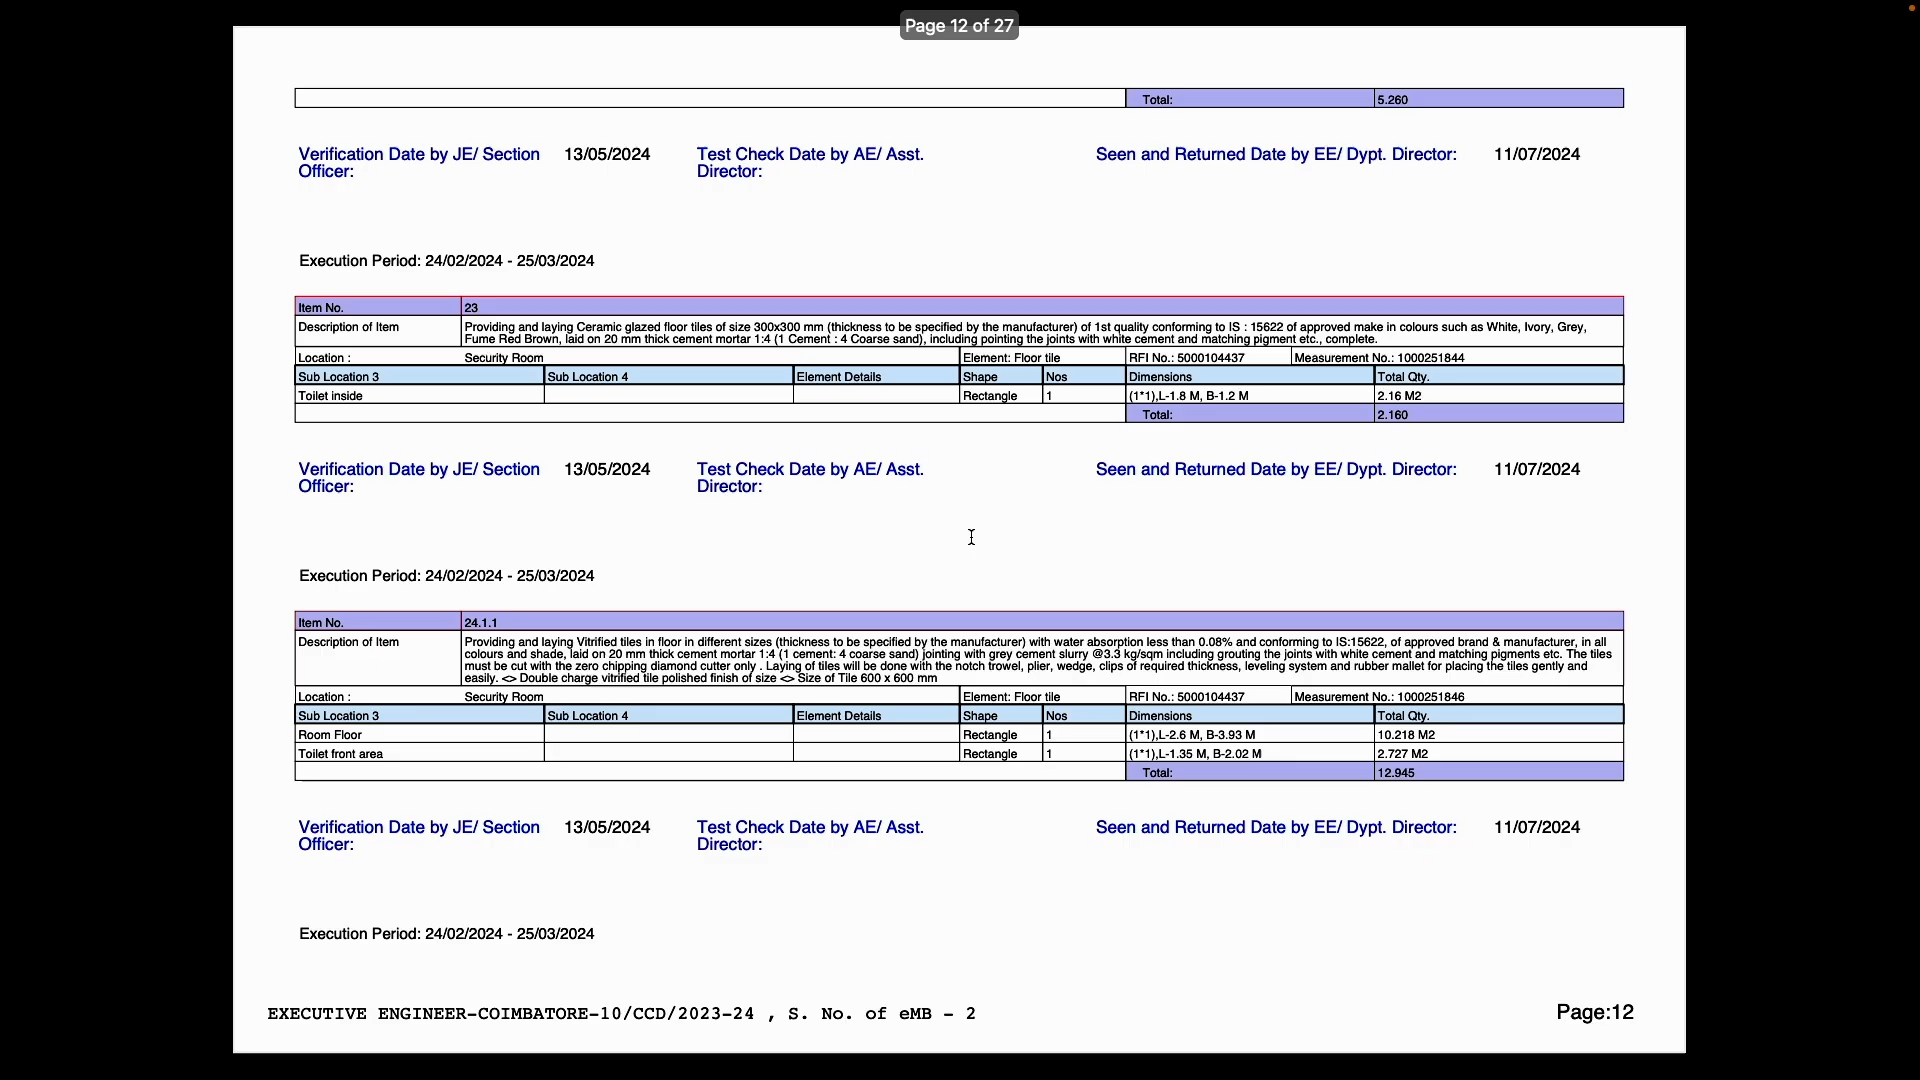 Page 12 of 27
Total: 5.260
Verification Date by JE/ Section 13/05/2024 Test Check Date by AE/ Asst. Seen and Returned Date by EE/ Dypt. Director: 11/07/2024
Officer: Director:
Execution Period: 24/02/2024 - 25/03/2024
Item No. 23
Description of Item Providing and laying Ceramic glazed floor tiles of size 300x300 mm (thickness to be specified by the manufacturer) of 1st quality conforming to IS : 15622 of approved make in colours such as White, Ivory, Grey,
Fume Red Brown, laid on 20 mm thick cement mortar 1:4 (1 Cement : 4 Coarse sand), including pointing the joints with white cement and matching pigment etc., complete.
Location : Security Room Element: Floor tile RFI No.: 5000104437 Measurement No.: 1000251844
Sub Location 3 Sub Location 4 Element Details Shape Nos Dimensions Total Qty.
Toilet inside Rectangle 1 (1*1),L-1.8 M, B-1.2 M 2.16 M2
Total: 2.160
Verification Date by JE/ Section 13/05/2024 Test Check Date by AE/ Asst. Seen and Returned Date by EE/ Dypt. Director: 11/07/2024
Officer: Director:
Execution Period: 24/02/2024 - 25/03/2024
Item No. 24.1.1
Description of Item Providing and laying Vitrified tiles in floor in different sizes (thickness to be specified by the manufacturer) with water absorption less than 0.08% and conforming to IS:15622, of approved brand & manufacturer, in all
colours and shade, laid on 20 mm thick cement mortar 1:4 (1 cement: 4 coarse sand) jointing with grey cement slurry @3.3 kg/sqm including grouting the joints with white cement and matching pigments etc. The tiles
must be cut with the zero chipping diamond cutter only . Laying of tiles will be done with the notch trowel, plier, wedge, clips of required thickness, leveling system and rubber mallet for placing the tiles gently and
easily. <> Double charge vitrified tile polished finish of size <> Size of Tile 600 x 600 mm
Location : Security Room Element: Floor tile RFI No.: 5000104437 Measurement No.: 1000251846
Sub Location 3 Sub Location 4 Element Details Shape Nos Dimensions Total Qty.
Room Floor Rectangle 1 (1*1),L-2.6 M, B-3.93 M 10.218 M2
Toilet front area Rectangle 1 (1*1),L-1.35 M, B-2.02 M 2.727 M2
Total: 12.945
Verification Date by JE/ Section 13/05/2024 Test Check Date by AE/ Asst. Seen and Returned Date by EE/ Dypt. Director: 11/07/2024
Officer: Director:
Execution Period: 24/02/2024 - 25/03/2024
EXECUTIVE ENGINEER-COIMBATORE-10/CCD/2023-24 , S. No. of eMB - 2 Page:12